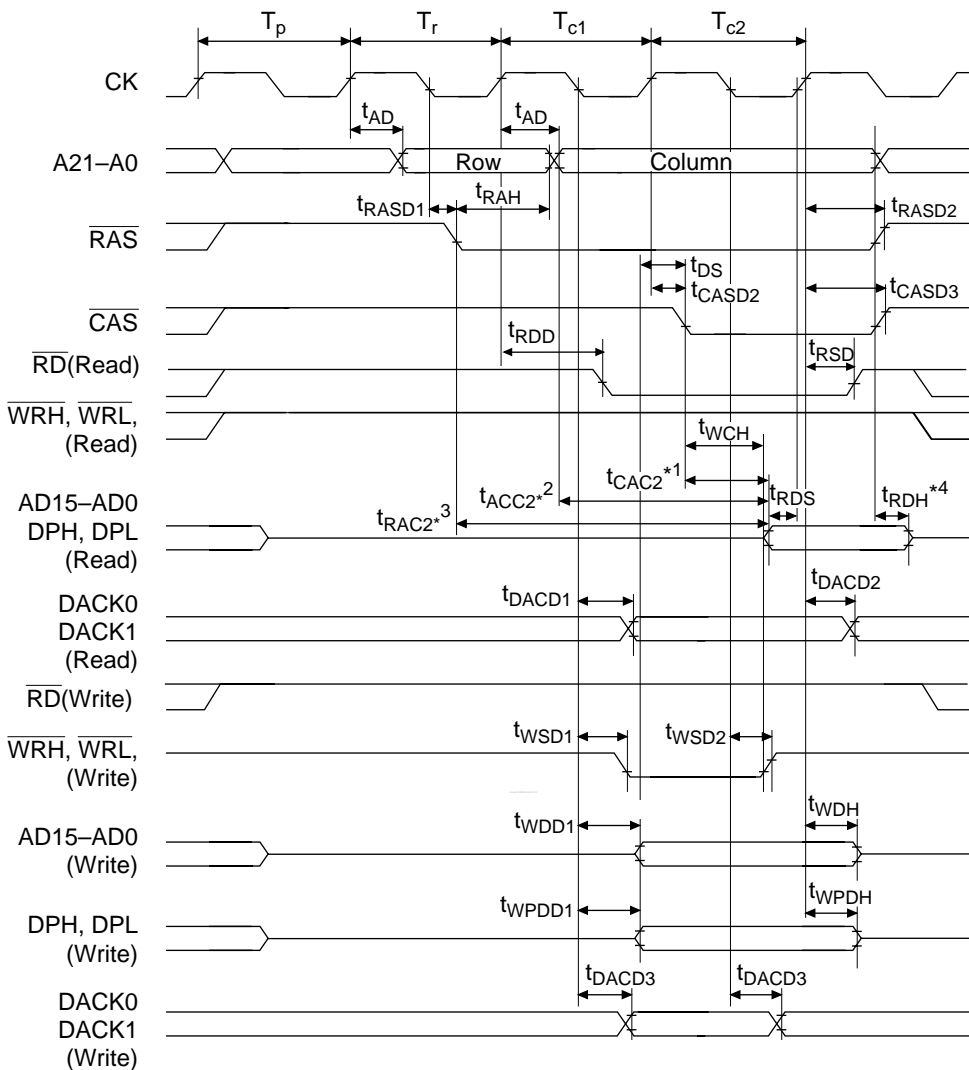 Tp Tr Tc1 Tc2
CK
tAD tAD
A21–A0 Row Column
tRASD1 tRAH tRASD2
RAS
tDS
tCASD2 tCASD3
CAS
tRDD tRSD
RD(Read)
WRH, WRL,
(Read)
tWCH
tCAC2*1
tACC2*2 tRDS tRDH*4
tRAC2*3
AD15–AD0
DPH, DPL
(Read)
tDACD1 tDACD2
DACK0
DACK1
(Read)
RD(Write)
tWSD1 tWSD2
WRH, WRL,
(Write)
tWDD1 tWDH
AD15–AD0
(Write)
tWPDD1 tWPDH
DPH, DPL
(Write)
tDACD3 tDACD3
DACK0
DACK1
(Write)